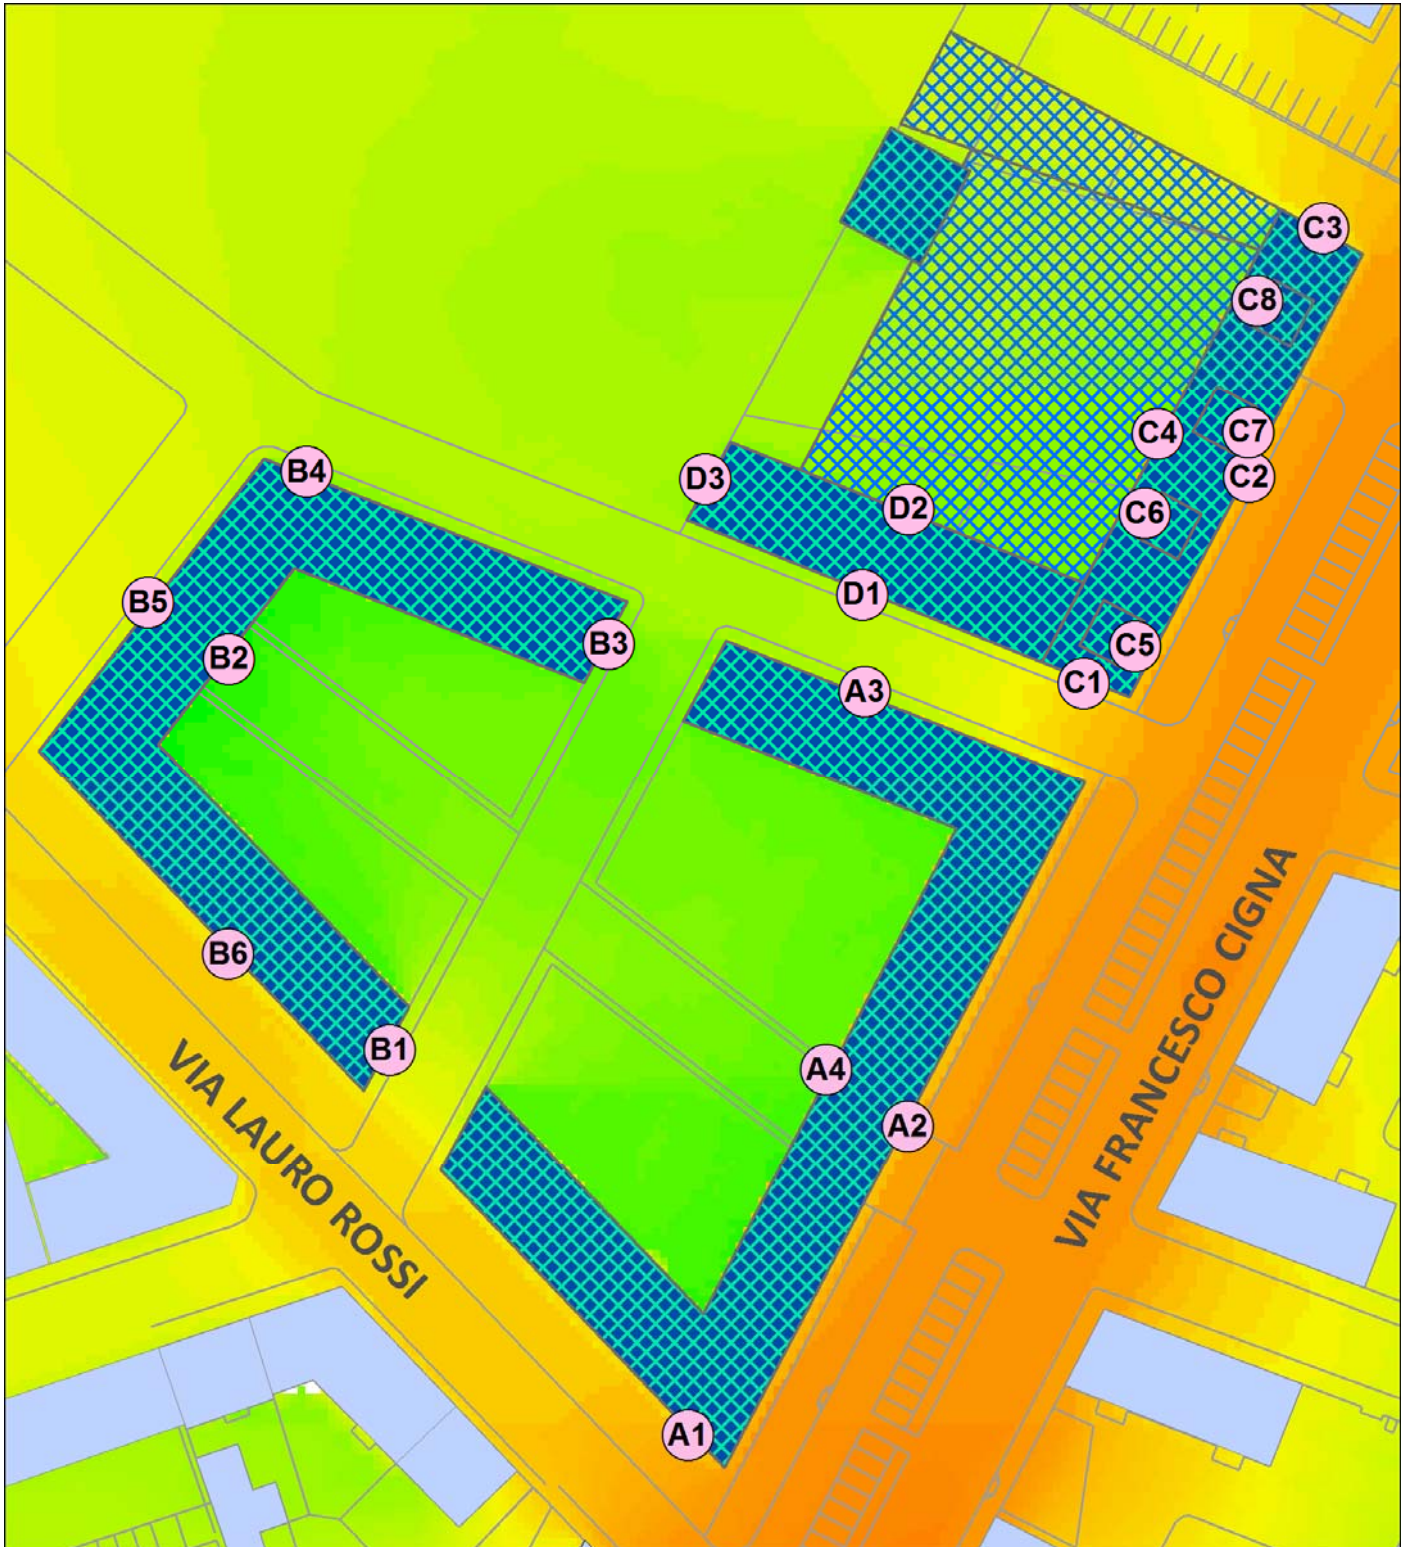 C3
C8
C4
C7
B4
D3
C2
D2
C6
D1
B5
B3
C5
B2
C1
A3
B6
B1
A4
A2
VIA FRANCESCO CIGNA
VIA LAURO ROSSI
A1